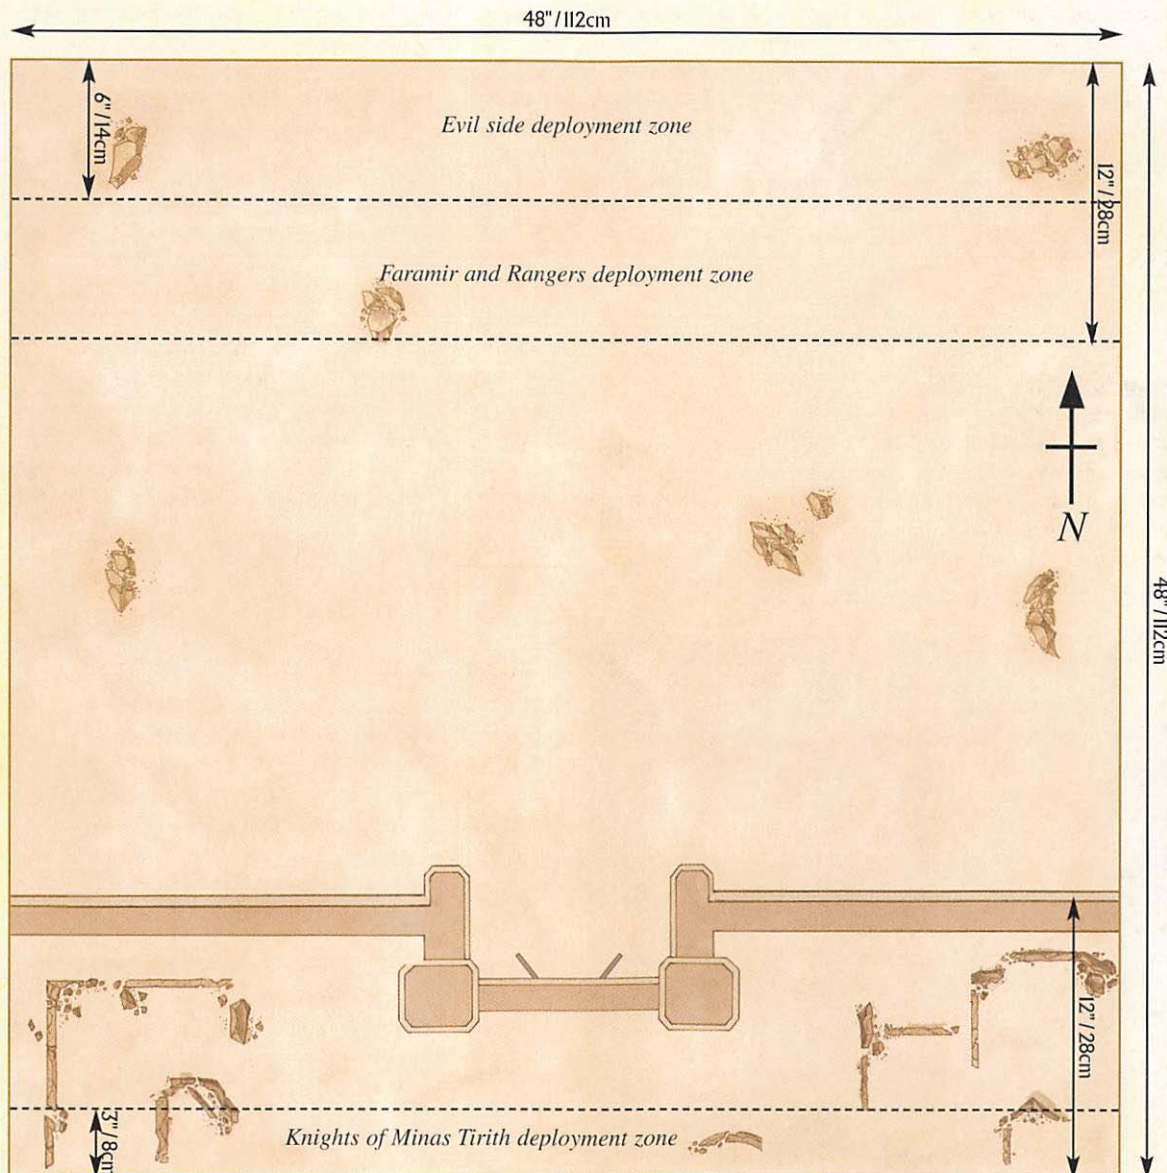 48"/112cm
6"/14cm
Evil side deployment zone
12"/28cm
Faramir and Rangers deployment zone
N
48"/112cm
12"/28cm
3"/8cm
Knights of Minas Tirith deployment zone